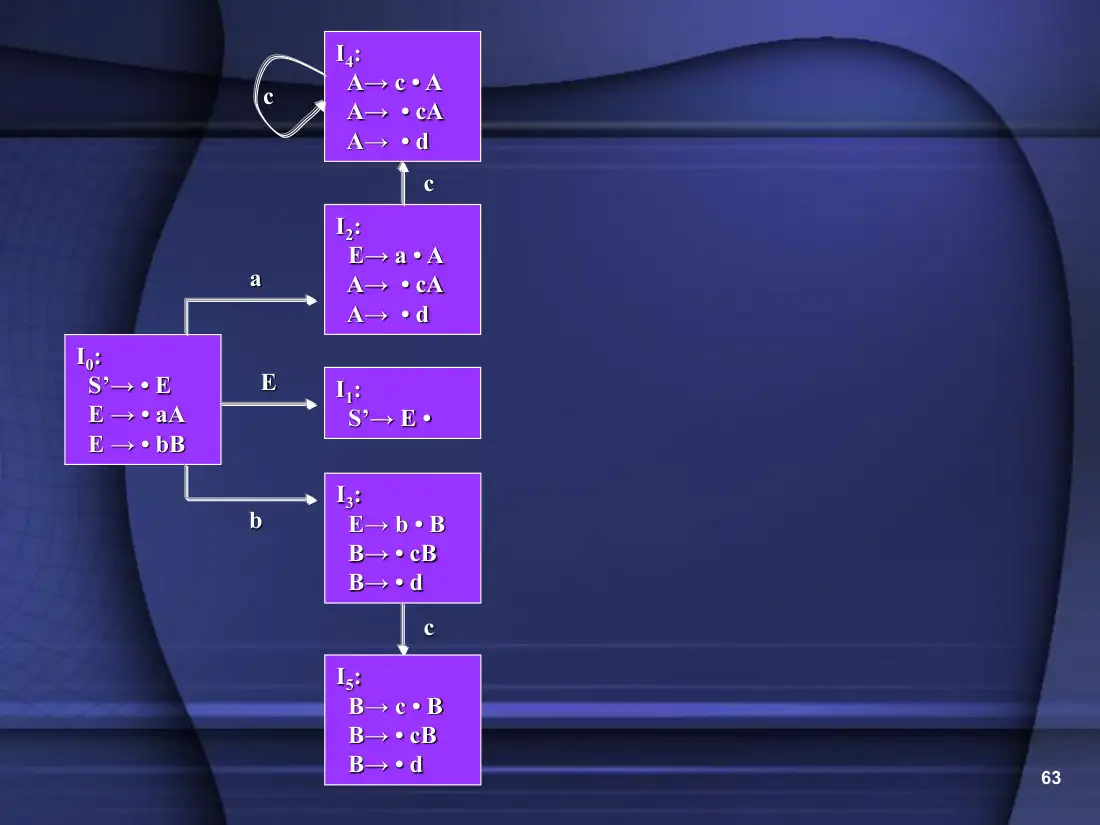 I4:
A→ c • A
A→ • cA
A→ • d
c
c
I2:
E→ a • A
A→ • cA
A→ • d
a
I0:
S’→ • E
E → • aA
E → • bB
E
I1:
S’→ E •
b
I3:
E→ b • B
B→ • cB
B→ • d
c
I5:
B→ c • B
B→ • cB
B→ • d
63